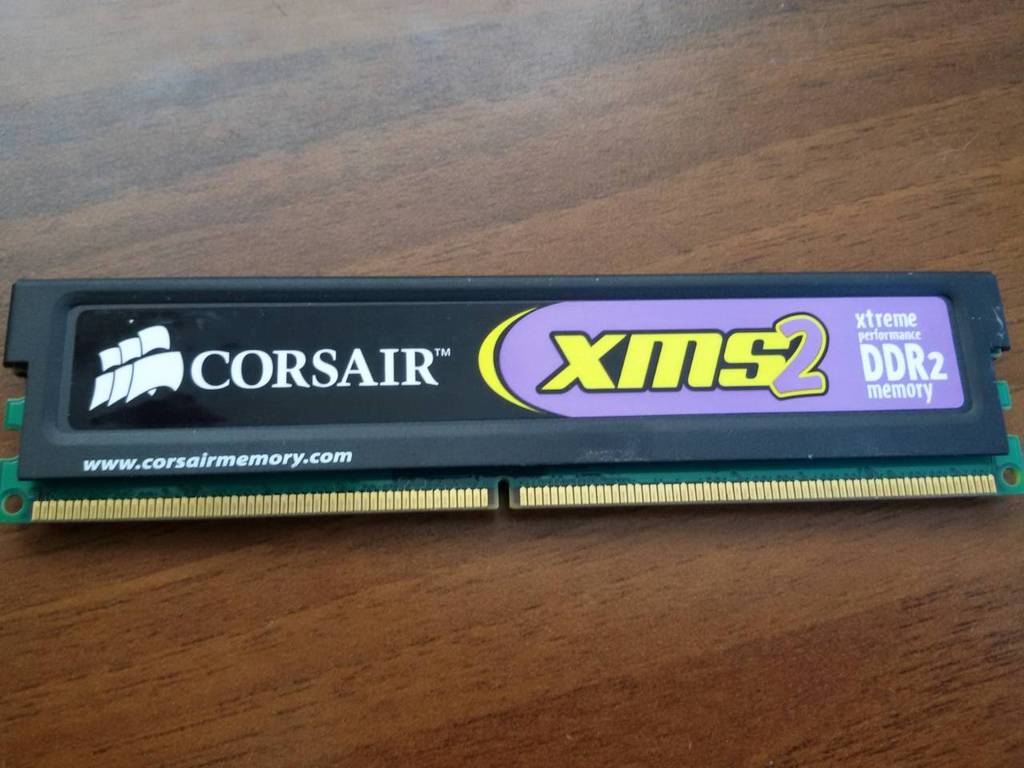 CORSAIR™
xms2
xtreme
performance
DDR2
memory
www.corsairmemory.com